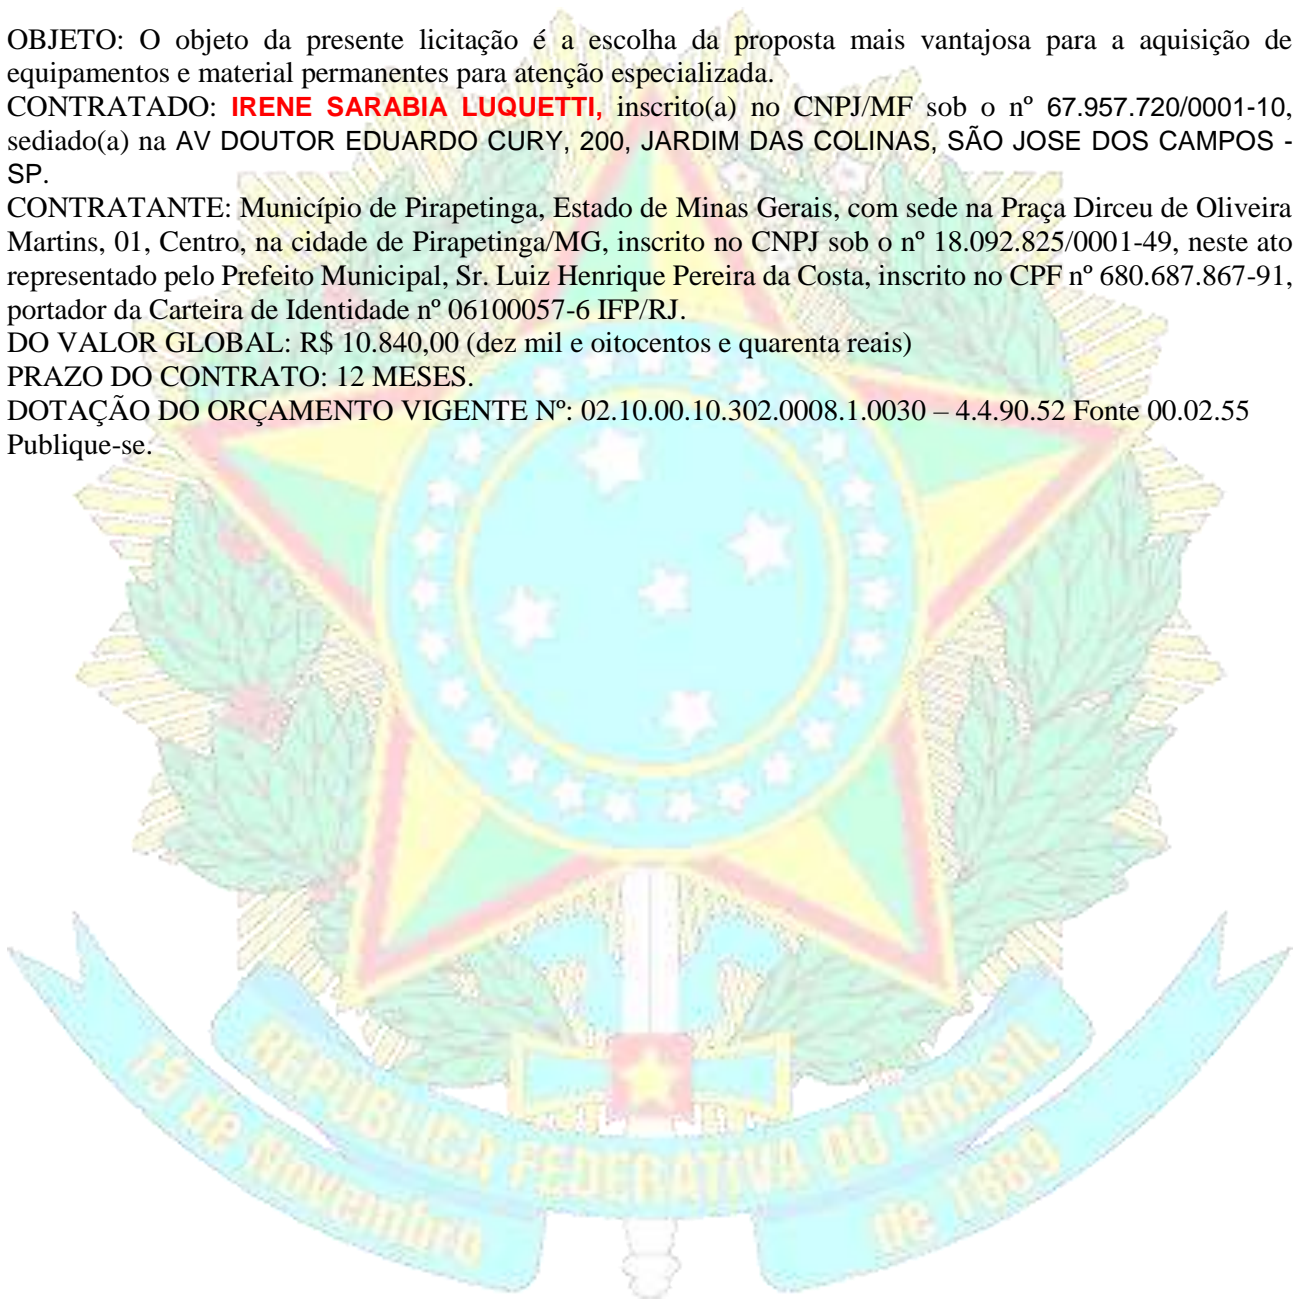 OBJETO: O objeto da presente licitação é a escolha da proposta mais vantajosa para a aquisição de
equipamentos e material permanentes para atenção especializada.
CONTRATADO: IRENE SARABIA LUQUETTI, inscrito(a) no CNPJ/MF sob o nº 67.957.720/0001-10,
sediado(a) na AV DOUTOR EDUARDO CURY, 200, JARDIM DAS COLINAS, SÃO JOSE DOS CAMPOS -
SP.
CONTRATANTE: Município de Pirapetinga, Estado de Minas Gerais, com sede na Praça Dirceu de Oliveira
Martins, 01, Centro, na cidade de Pirapetinga/MG, inscrito no CNPJ sob o nº 18.092.825/0001-49, neste ato
representado pelo Prefeito Municipal, Sr. Luiz Henrique Pereira da Costa, inscrito no CPF nº 680.687.867-91,
portador da Carteira de Identidade nº 06100057-6 IFP/RJ.
DO VALOR GLOBAL: R$ 10.840,00 (dez mil e oitocentos e quarenta reais)
PRAZO DO CONTRATO: 12 MESES.
DOTAÇÃO DO ORÇAMENTO VIGENTE Nº: 02.10.00.10.302.0008.1.0030 – 4.4.90.52 Fonte 00.02.55
Publique-se.
REPÚBLICA FEDERATIVA DO BRASIL
15 de Novembro de 1889